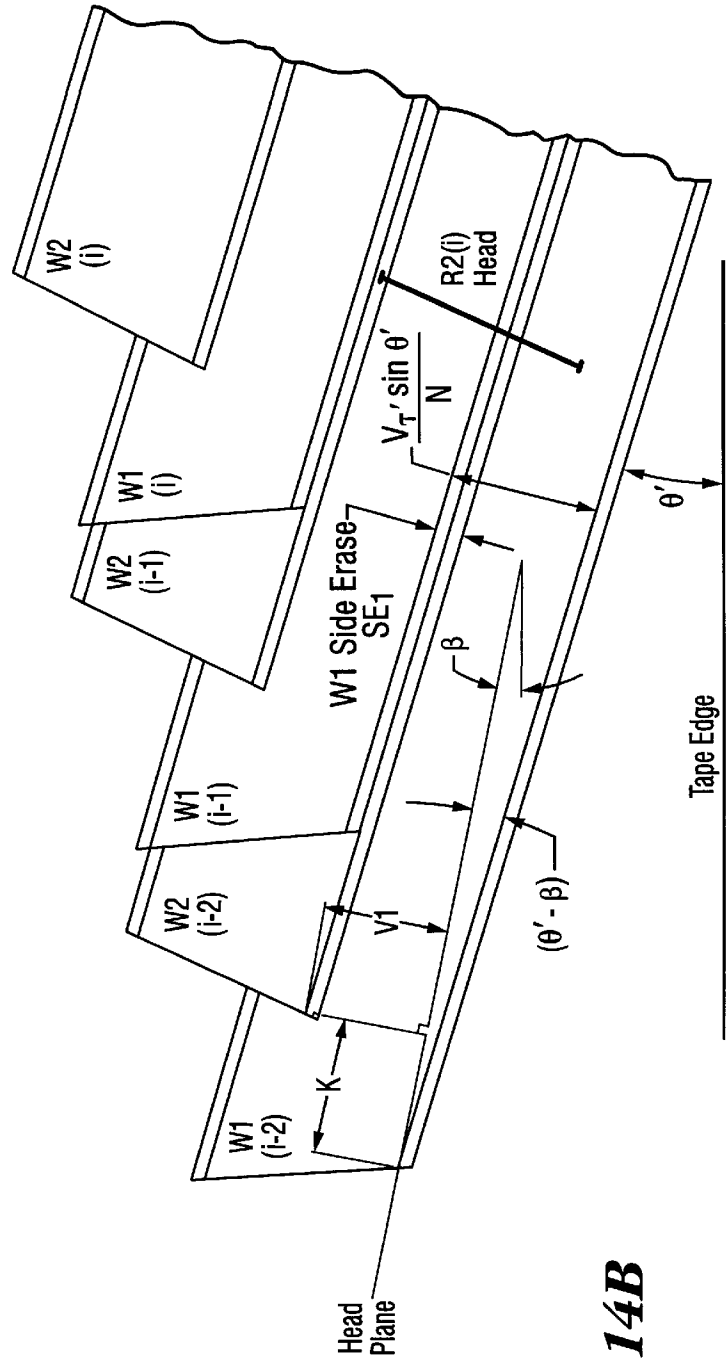 W2
(i)
W1
(i)
W2
(i-1)
W1
(i-1)
W2
(i-2)
W1
(i-2)
W1 Side Erase
SE1
V_T' sin θ'
N
R2(i)
Head
β
V1
K
(θ' - β)
θ'
Head
Plane
Tape Edge
14B